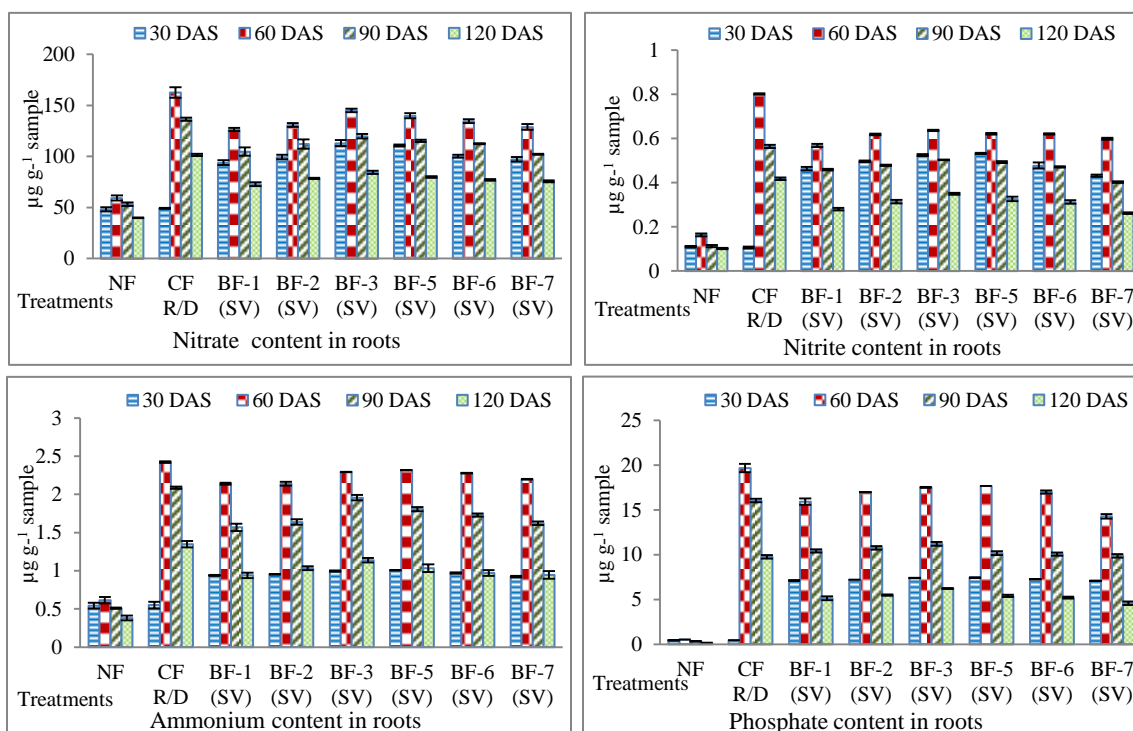 30 DAS 60 DAS 90 DAS 120 DAS
µg g-1 sample
200
150
100
50
0
NF CF BF-1 BF-2 BF-3 BF-5 BF-6 BF-7
Treatments R/D (SV) (SV) (SV) (SV) (SV) (SV)
Nitrate content in roots
30 DAS 60 DAS 90 DAS 120 DAS
µg g-1 sample
1
0.8
0.6
0.4
0.2
0
NF CF BF-1 BF-2 BF-3 BF-5 BF-6 BF-7
Treatments R/D (SV) (SV) (SV) (SV) (SV) (SV)
Nitrite content in roots
30 DAS 60 DAS 90 DAS 120 DAS
µg g-1 sample
3
2.5
2
1.5
1
0.5
0
NF CF BF-1 BF-2 BF-3 BF-5 BF-6 BF-7
Treatments R/D (SV) (SV) (SV) (SV) (SV) (SV)
Ammonium content in roots
30 DAS 60 DAS 90 DAS 120 DAS
µg g-1 sample
25
20
15
10
5
0
NF CF BF-1 BF-2 BF-3 BF-5 BF-6 BF-7
Treatments R/D (SV) (SV) (SV) (SV) (SV) (SV)
Phosphate content in roots